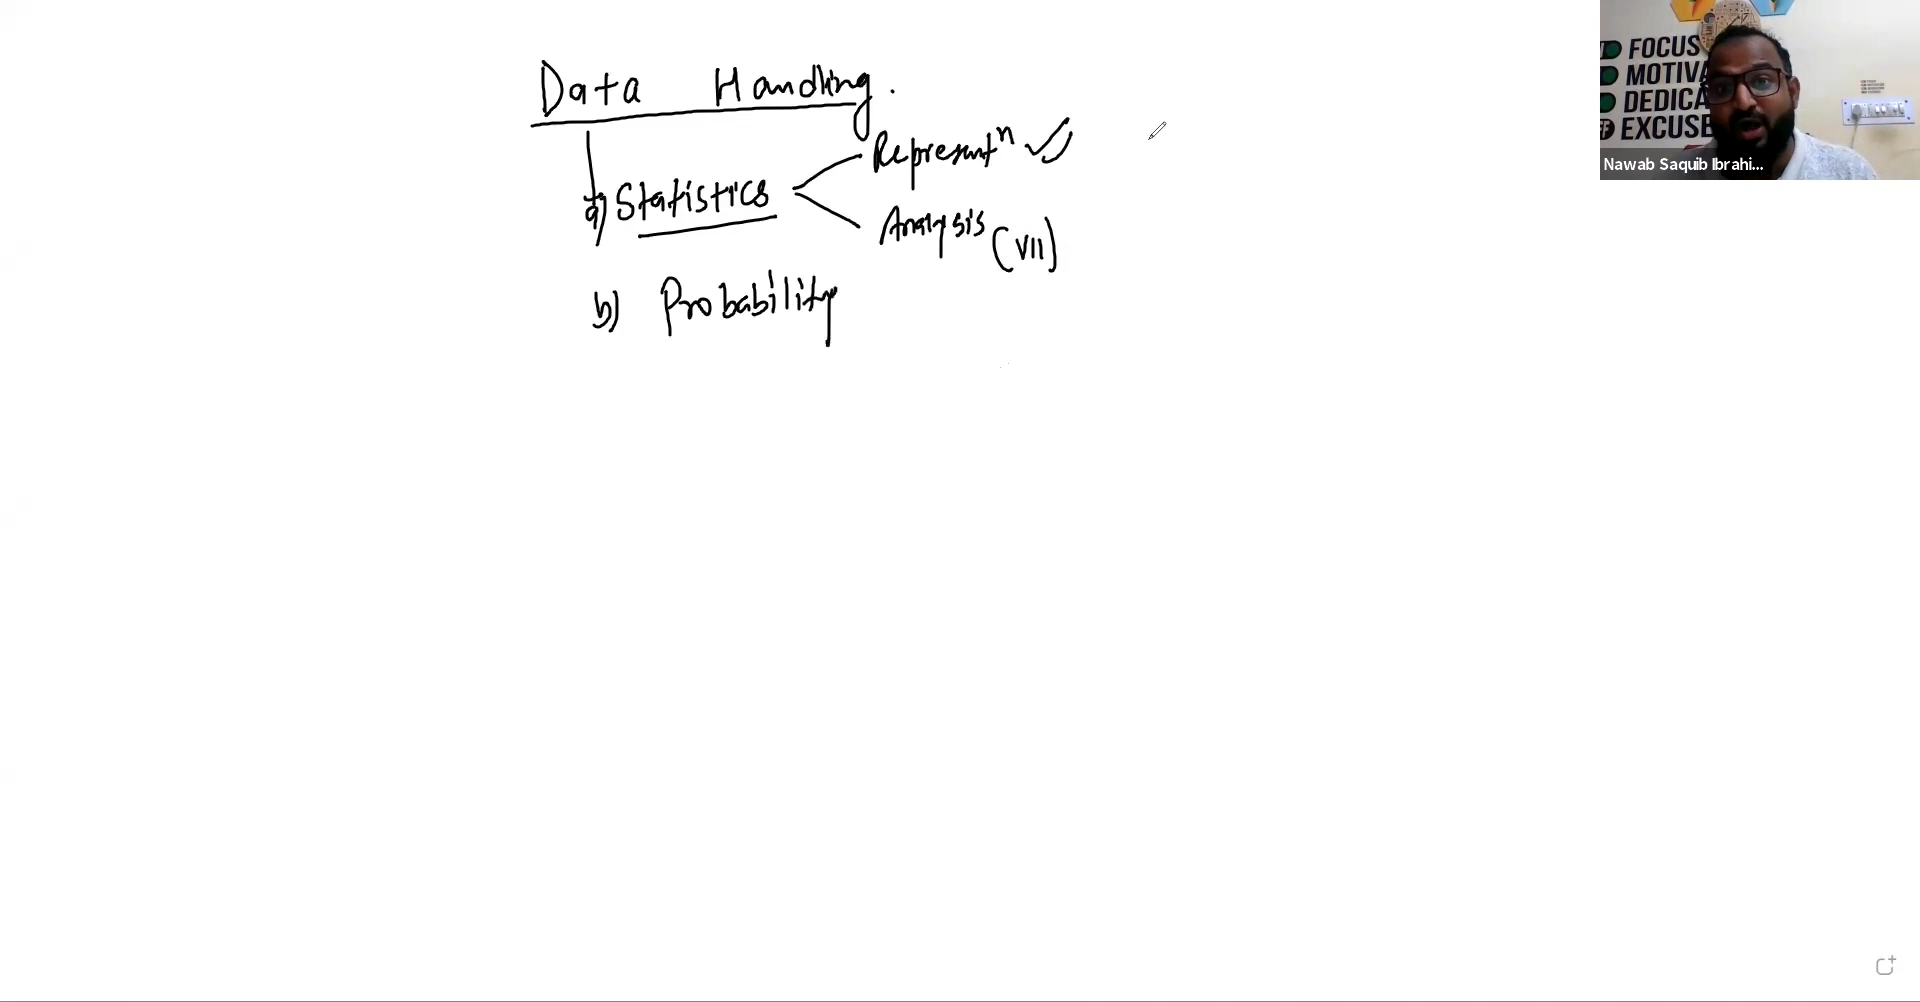 Data Handling.
a) Statistics
Representⁿ
Analysis (VII)
b) Probability
FOCUS
MOTIVA
DEDICA
EXCUSE
Nawab Saquib Ibrahi...